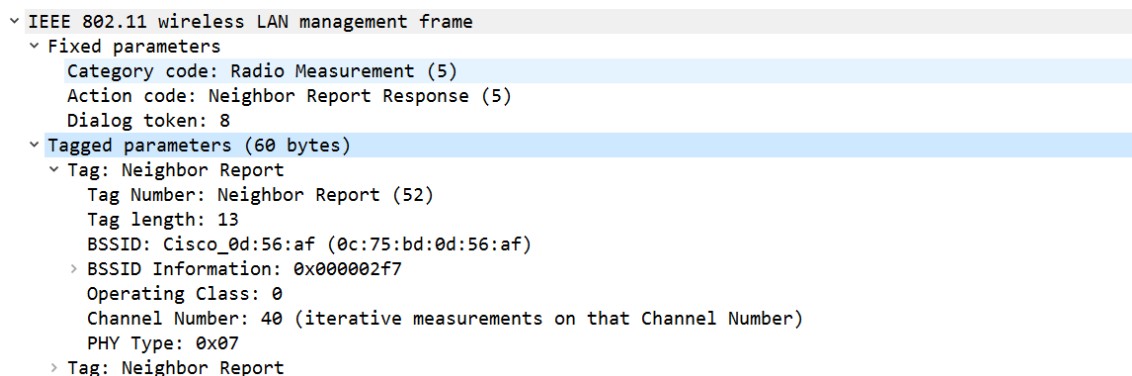 IEEE 802.11 wireless LAN management frame
Fixed parameters
Category code: Radio Measurement (5)
Action code: Neighbor Report Response (5)
Dialog token: 8
Tagged parameters (60 bytes)
Tag: Neighbor Report
Tag Number: Neighbor Report (52)
Tag length: 13
BSSID: Cisco_0d:56:af (0c:75:bd:0d:56:af)
BSSID Information: 0x000002f7
Operating Class: 0
Channel Number: 40 (iterative measurements on that Channel Number)
PHY Type: 0x07
Tag: Neighbor Report